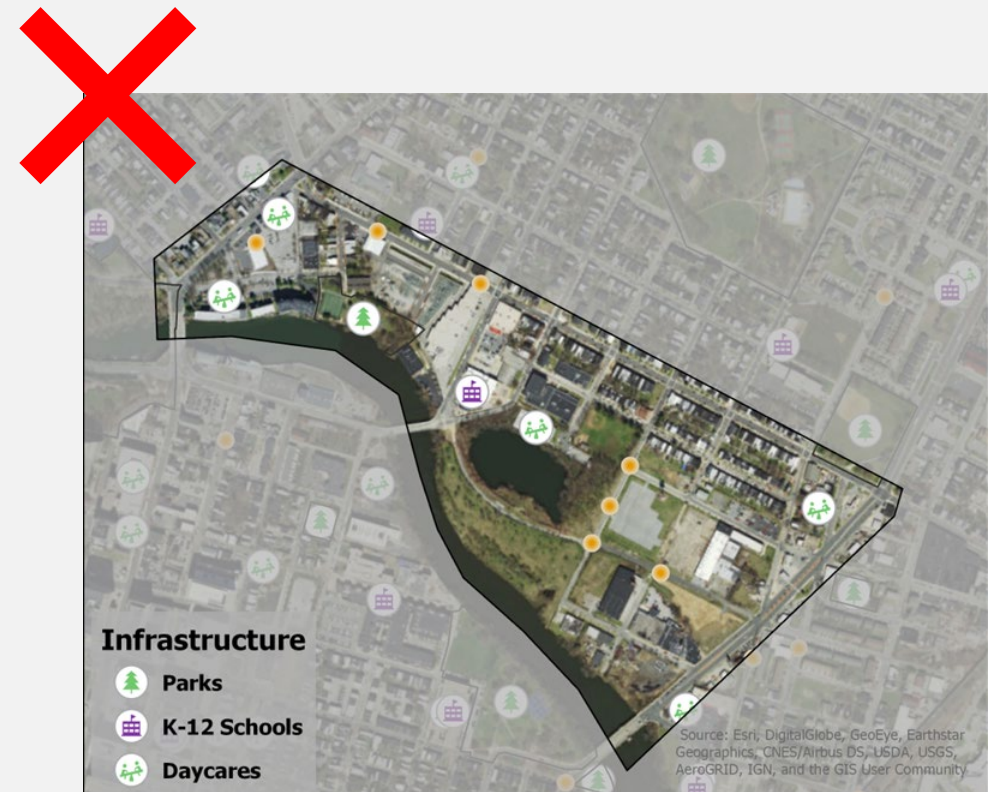 Infrastructure
Parks
K-12 Schools
Daycares
Source: Esri, DigitalGlobe, GeoEye, Earthstar
Geographics, CNES/Airbus DS, USDA, USGS,
AeroGRID, IGN, and the GIS User Community